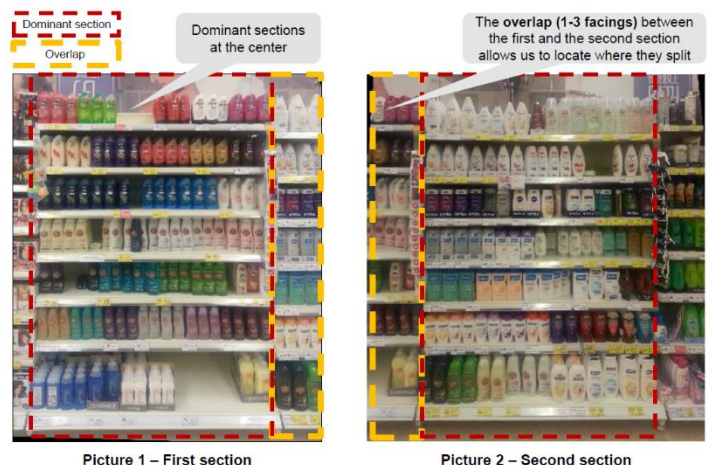 Dominant section
Overlap
Dominant sections
at the center
The overlap (1-3 facings) between
the first and the second section
allows us to locate where they split
Picture 1 – First section
Picture 2 – Second section